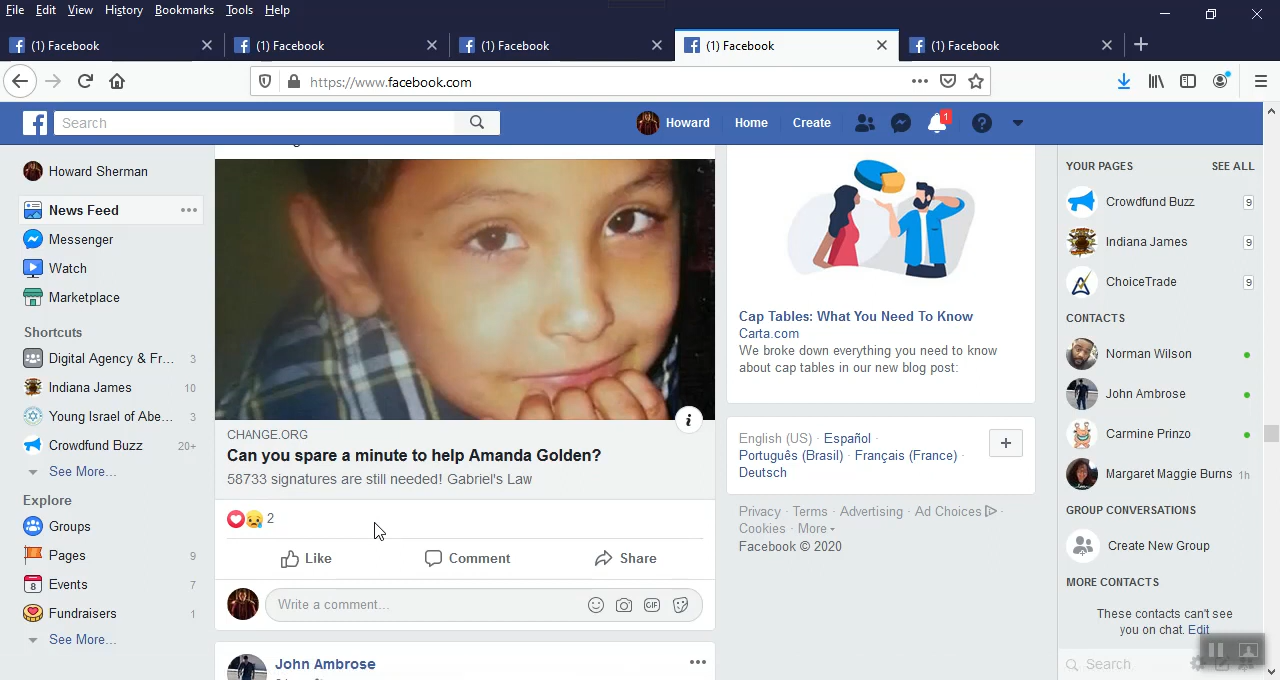 File Edit View History Bookmarks Tools Help
(1) Facebook
(1) Facebook
(1) Facebook
(1) Facebook
(1) Facebook
https://www.facebook.com
Search
Howard Home Create
1
Howard Sherman
News Feed
Messenger
Watch
Marketplace
Shortcuts
Digital Agency & Fr... 3
Indiana James 10
Young Israel of Abe... 3
Crowdfund Buzz 20+
See More...
Explore
Groups
Pages 9
8 Events 7
Fundraisers 1
See More...
CHANGE.ORG
Can you spare a minute to help Amanda Golden?
58733 signatures are still needed! Gabriel's Law
2
Like Comment Share
Write a comment...
GIF
John Ambrose
Cap Tables: What You Need To Know
Carta.com
We broke down everything you need to know
about cap tables in our new blog post:
English (US) · Español ·
Português (Brasil) · Français (France) ·
Deutsch
Privacy · Terms · Advertising · Ad Choices ·
Cookies · More
Facebook © 2020
YOUR PAGES SEE ALL
Crowdfund Buzz 9
Indiana James 9
ChoiceTrade 9
CONTACTS
Norman Wilson
John Ambrose
Carmine Prinzo
Margaret Maggie Burns 1h
GROUP CONVERSATIONS
Create New Group
MORE CONTACTS
These contacts can't see
you on chat. Edit
Search